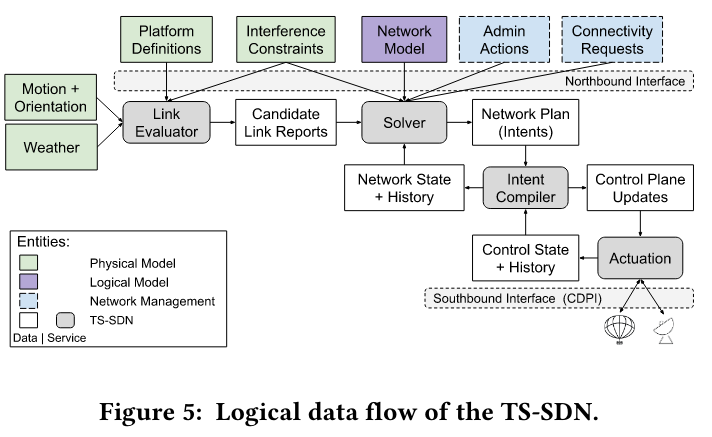 Platform
Definitions
Interference
Constraints
Network
Model
Admin
Actions
Connectivity
Requests
Northbound Interface
Motion +
Orientation
Weather
Link
Evaluator
Candidate
Link Reports
Solver
Network Plan
(Intents)
Network State
+ History
Intent
Compiler
Control Plane
Updates
Control State
+ History
Actuation
Southbound Interface (CDPI)
Entities:
Physical Model
Logical Model
Network Management
TS-SDN
Data | Service
Figure 5: Logical data flow of the TS-SDN.